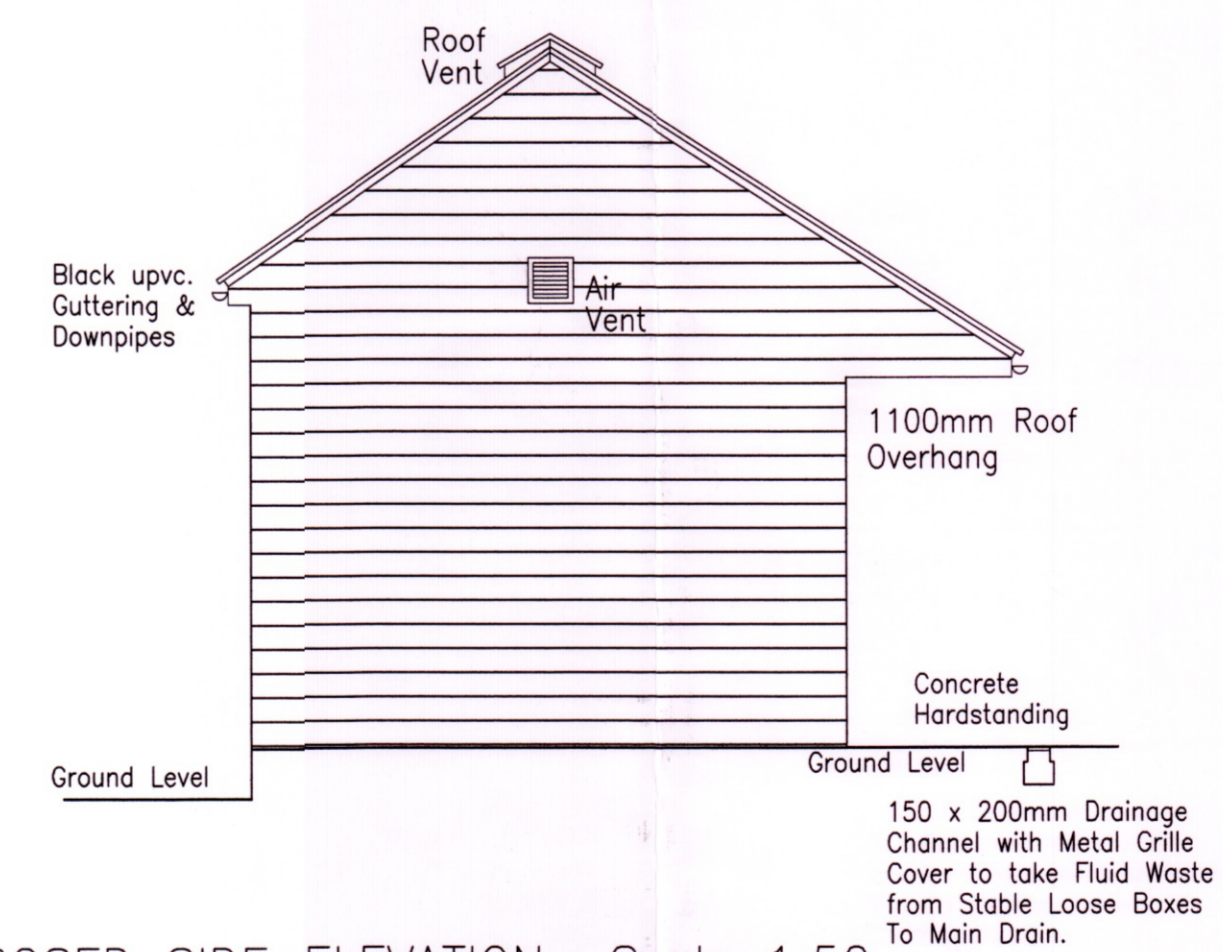 Roof
Vent
Black upvc.
Guttering &
Downpipes
Air
Vent
1100mm Roof
Overhang
Concrete
Hardstanding
Ground Level
Ground Level
150 x 200mm Drainage
Channel with Metal Grille
Cover to take Fluid Waste
from Stable Loose Boxes
To Main Drain.
SIDE ELEVATION